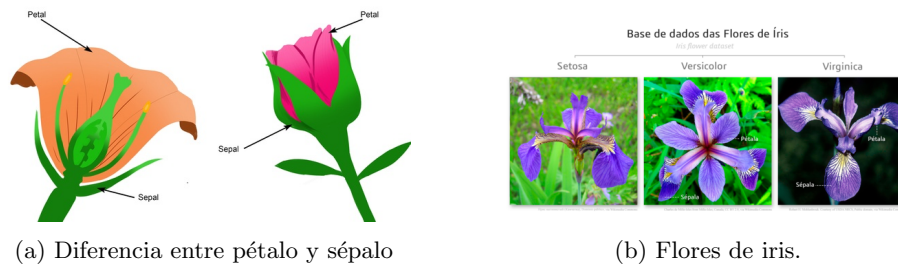 Petal
Sepal
Petal
Sepal
(a) Diferencia entre pétalo y sépalo
Base de dados das Flores de Íris
Iris flower dataset
Setosa
Versicolor
Virginica
Pétala
Sépala
Pétala
Sépala
(b) Flores de iris.